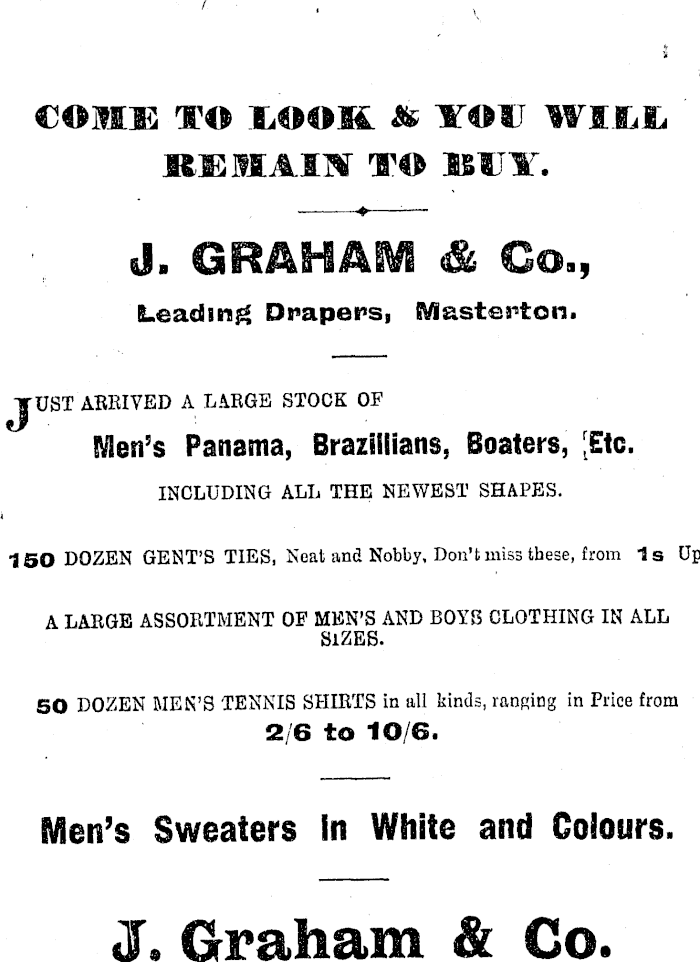 COME TO LOOK & YOU WILL
REMAIN TO BUY.
J. GRAHAM & Co.,
Leading Drapers, Masterton.
JUST ARRIVED A LARGE STOCK OF
Men's Panama, Brazillians, Boaters, Etc.
INCLUDING ALL THE NEWEST SHAPES.
150 DOZEN GENT'S TIES, Neat and Nobby, Don't miss these, from 1s Up
A LARGE ASSORTMENT OF MEN'S AND BOYS CLOTHING IN ALL
SIZES.
50 DOZEN MEN'S TENNIS SHIRTS in all kinds, ranging in Price from
2/6 to 10/6.
Men's Sweaters In White and Colours.
J. Graham & Co.